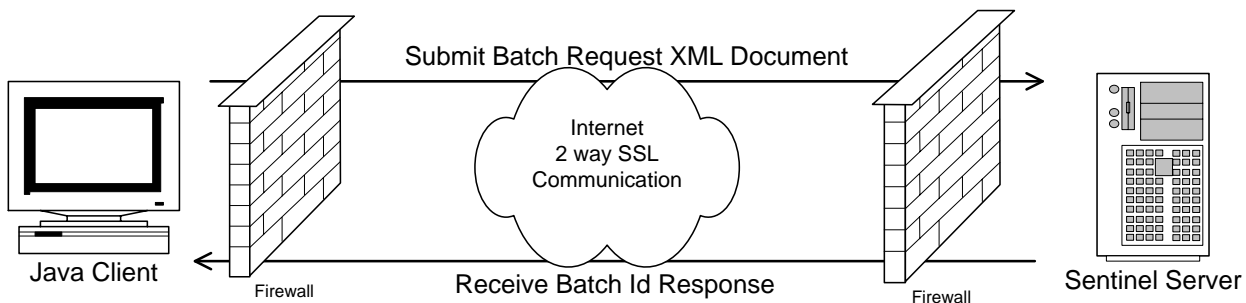 Submit Batch Request XML Document
Internet
2 way SSL
Communication
Java Client
Firewall
Receive Batch Id Response
Firewall
Sentinel Server